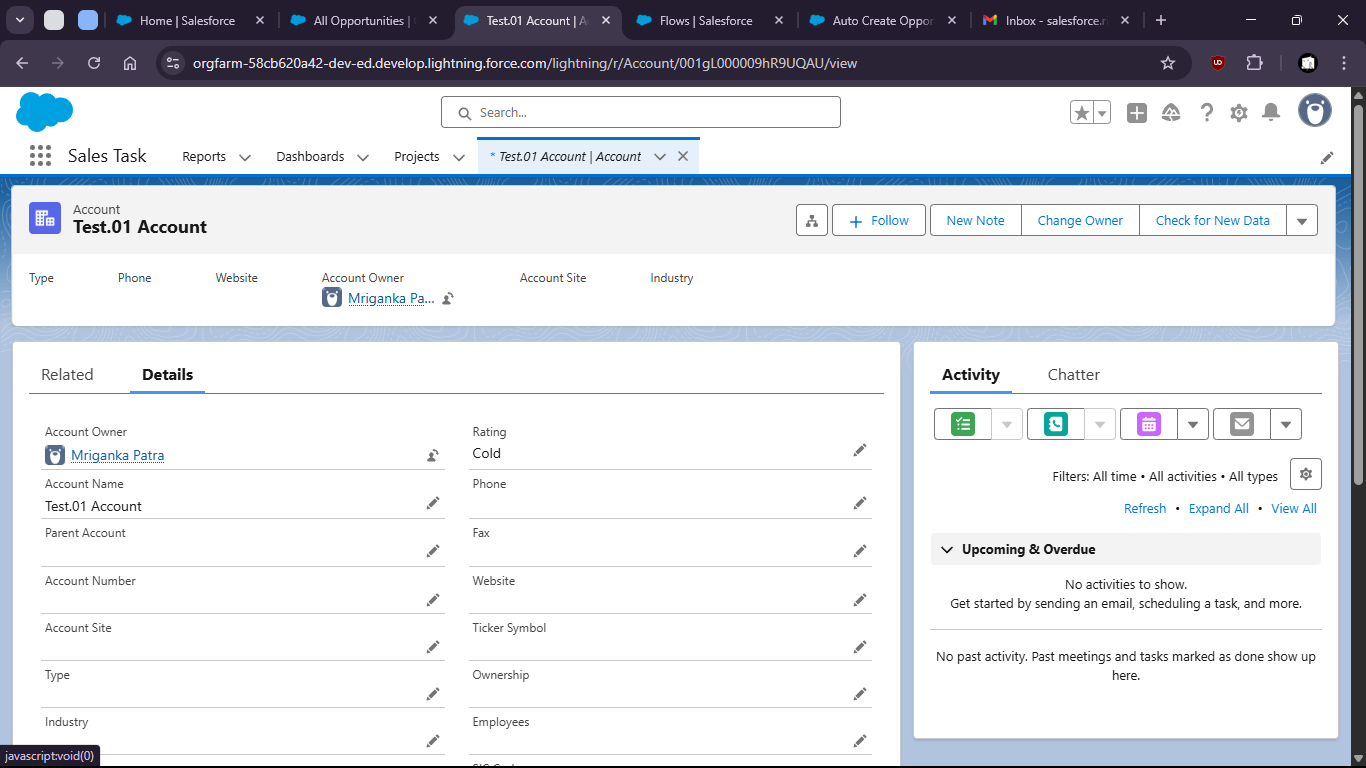 Home | Salesforce
All Opportunities |
Test.01 Account | A
Flows | Salesforce
Auto Create Oppor
Inbox - salesforce.r
orgfarm-58cb620a42-dev-ed.develop.lightning.force.com/lightning/r/Account/001gL000009hR9UQAU/view
Search...
Sales Task
Reports
Dashboards
Projects
* Test.01 Account | Account
Account
Test.01 Account
Follow
New Note
Change Owner
Check for New Data
Type
Phone
Website
Account Owner
Account Site
Industry
Mriganka Pa...
Related
Details
Activity
Chatter
Account Owner
Mriganka Patra
Rating
Cold
Account Name
Test.01 Account
Phone
Parent Account
Fax
Account Number
Website
Account Site
Ticker Symbol
Type
Ownership
Industry
Employees
Filters: All time • All activities • All types
Refresh • Expand All • View All
Upcoming & Overdue
No activities to show.
Get started by sending an email, scheduling a task, and more.
No past activity. Past meetings and tasks marked as done show up
here.
javascript:void(0)